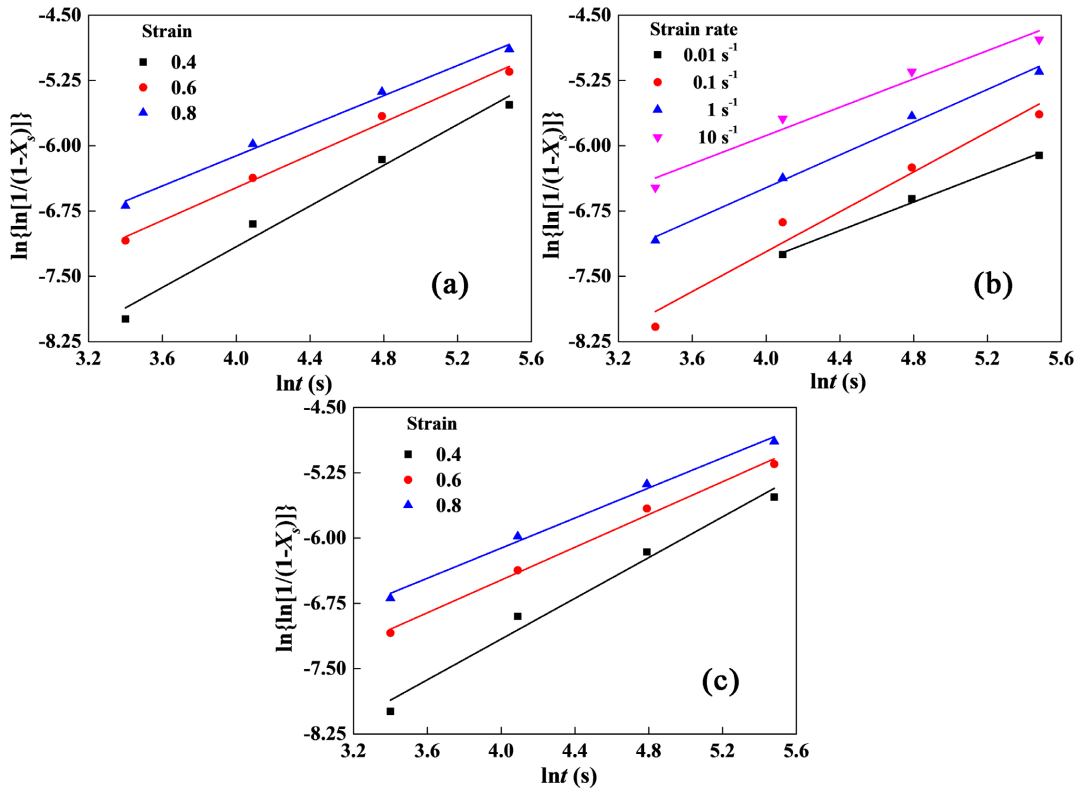 Strain
0.4
0.6
0.8
(a)
-4.50
-5.25
-6.00
-6.75
-7.50
-8.25
3.2 3.6 4.0 4.4 4.8 5.2 5.6
ln{ln[1/(1-Xs)]}
lnt (s)
Strain rate
0.01 s⁻¹
0.1 s⁻¹
1 s⁻¹
10 s⁻¹
(b)
-4.50
-5.25
-6.00
-6.75
-7.50
-8.25
3.2 3.6 4.0 4.4 4.8 5.2 5.6
ln{ln[1/(1-Xs)]}
lnt (s)
Strain
0.4
0.6
0.8
(c)
-4.50
-5.25
-6.00
-6.75
-7.50
-8.25
3.2 3.6 4.0 4.4 4.8 5.2 5.6
ln{ln[1/(1-Xs)]}
lnt (s)